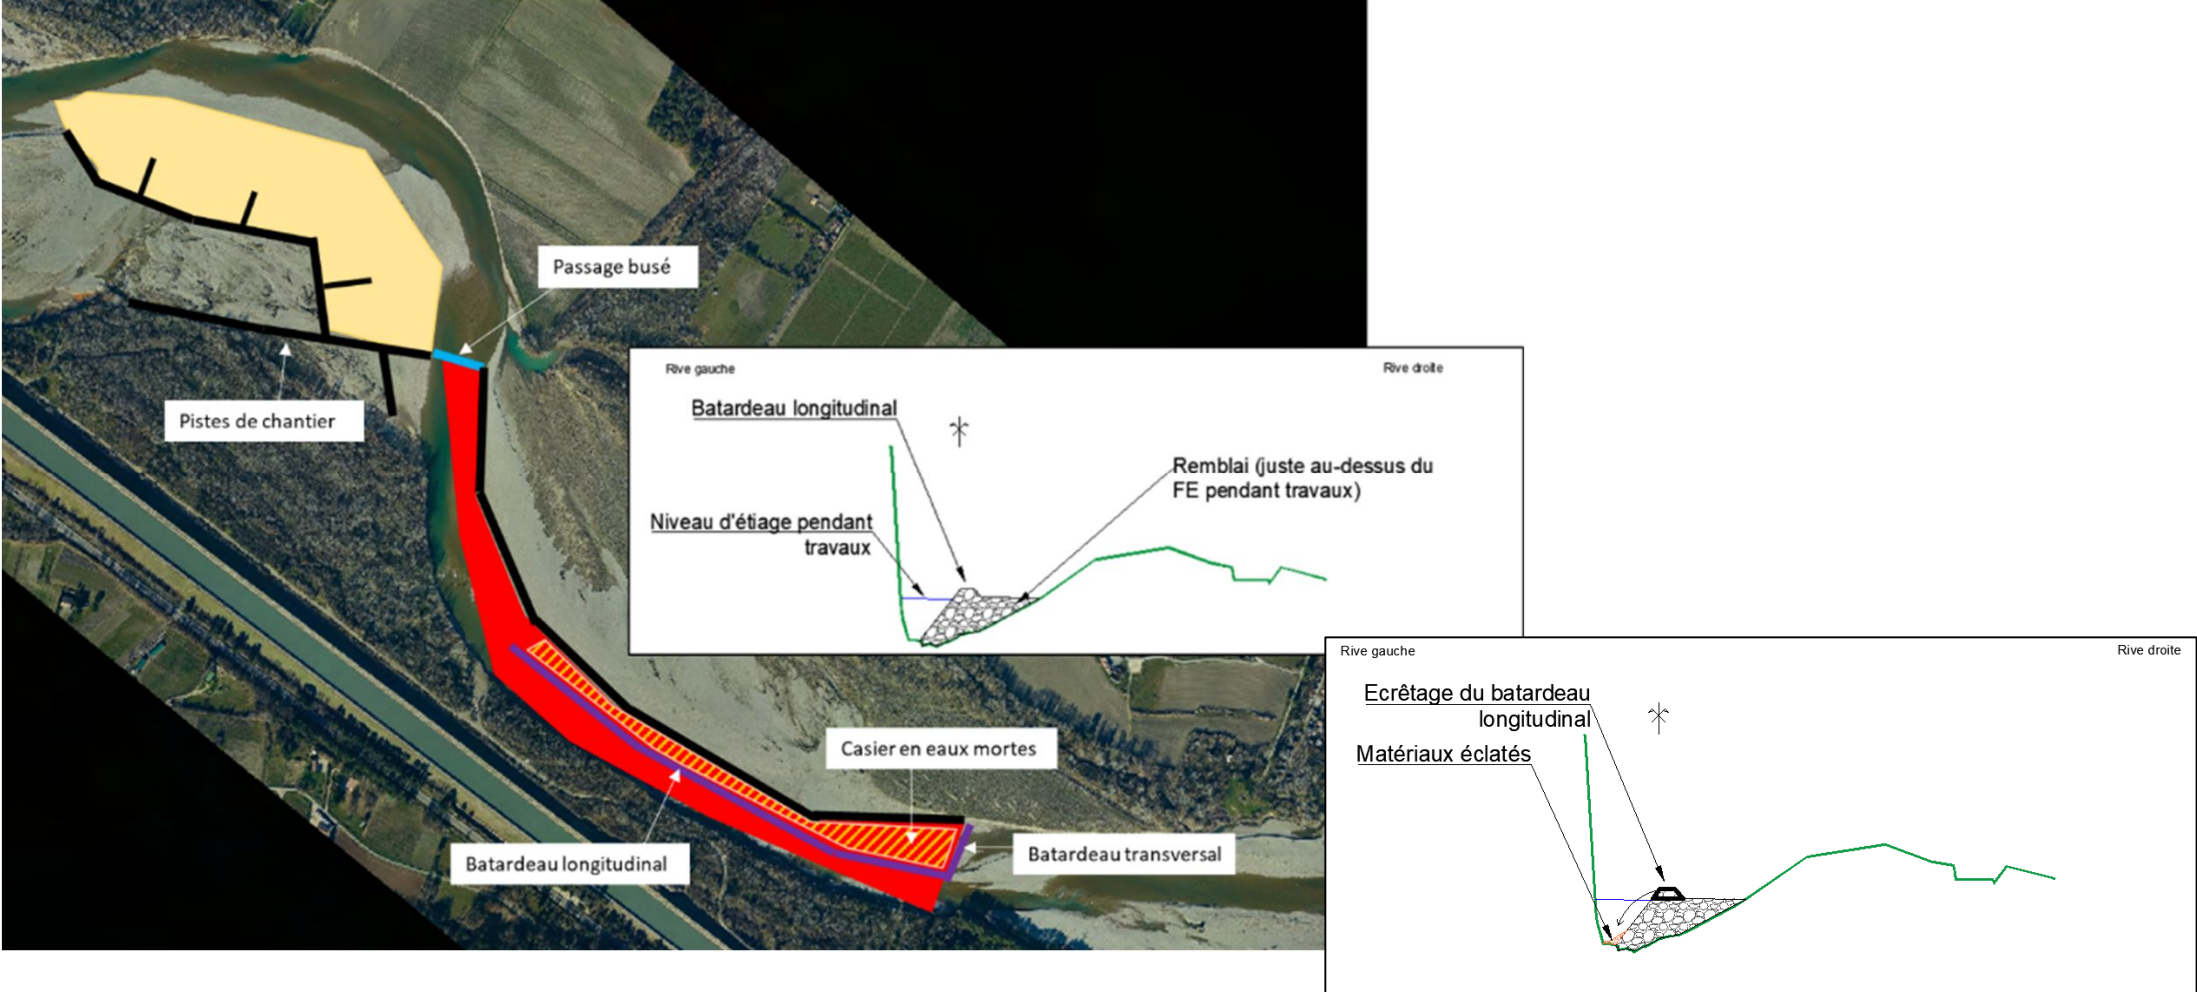 Passage busé
Pistes de chantier
Rive gauche
Rive droite
Batardeau longitudinal
Remblai (juste au-dessus du
FE pendant travaux)
Niveau d'étiage pendant
travaux
Casier en eaux mortes
Batardeau longitudinal
Batardeau transversal
Rive gauche
Rive droite
Ecrêtage du batardeau
longitudinal
Matériaux éclatés